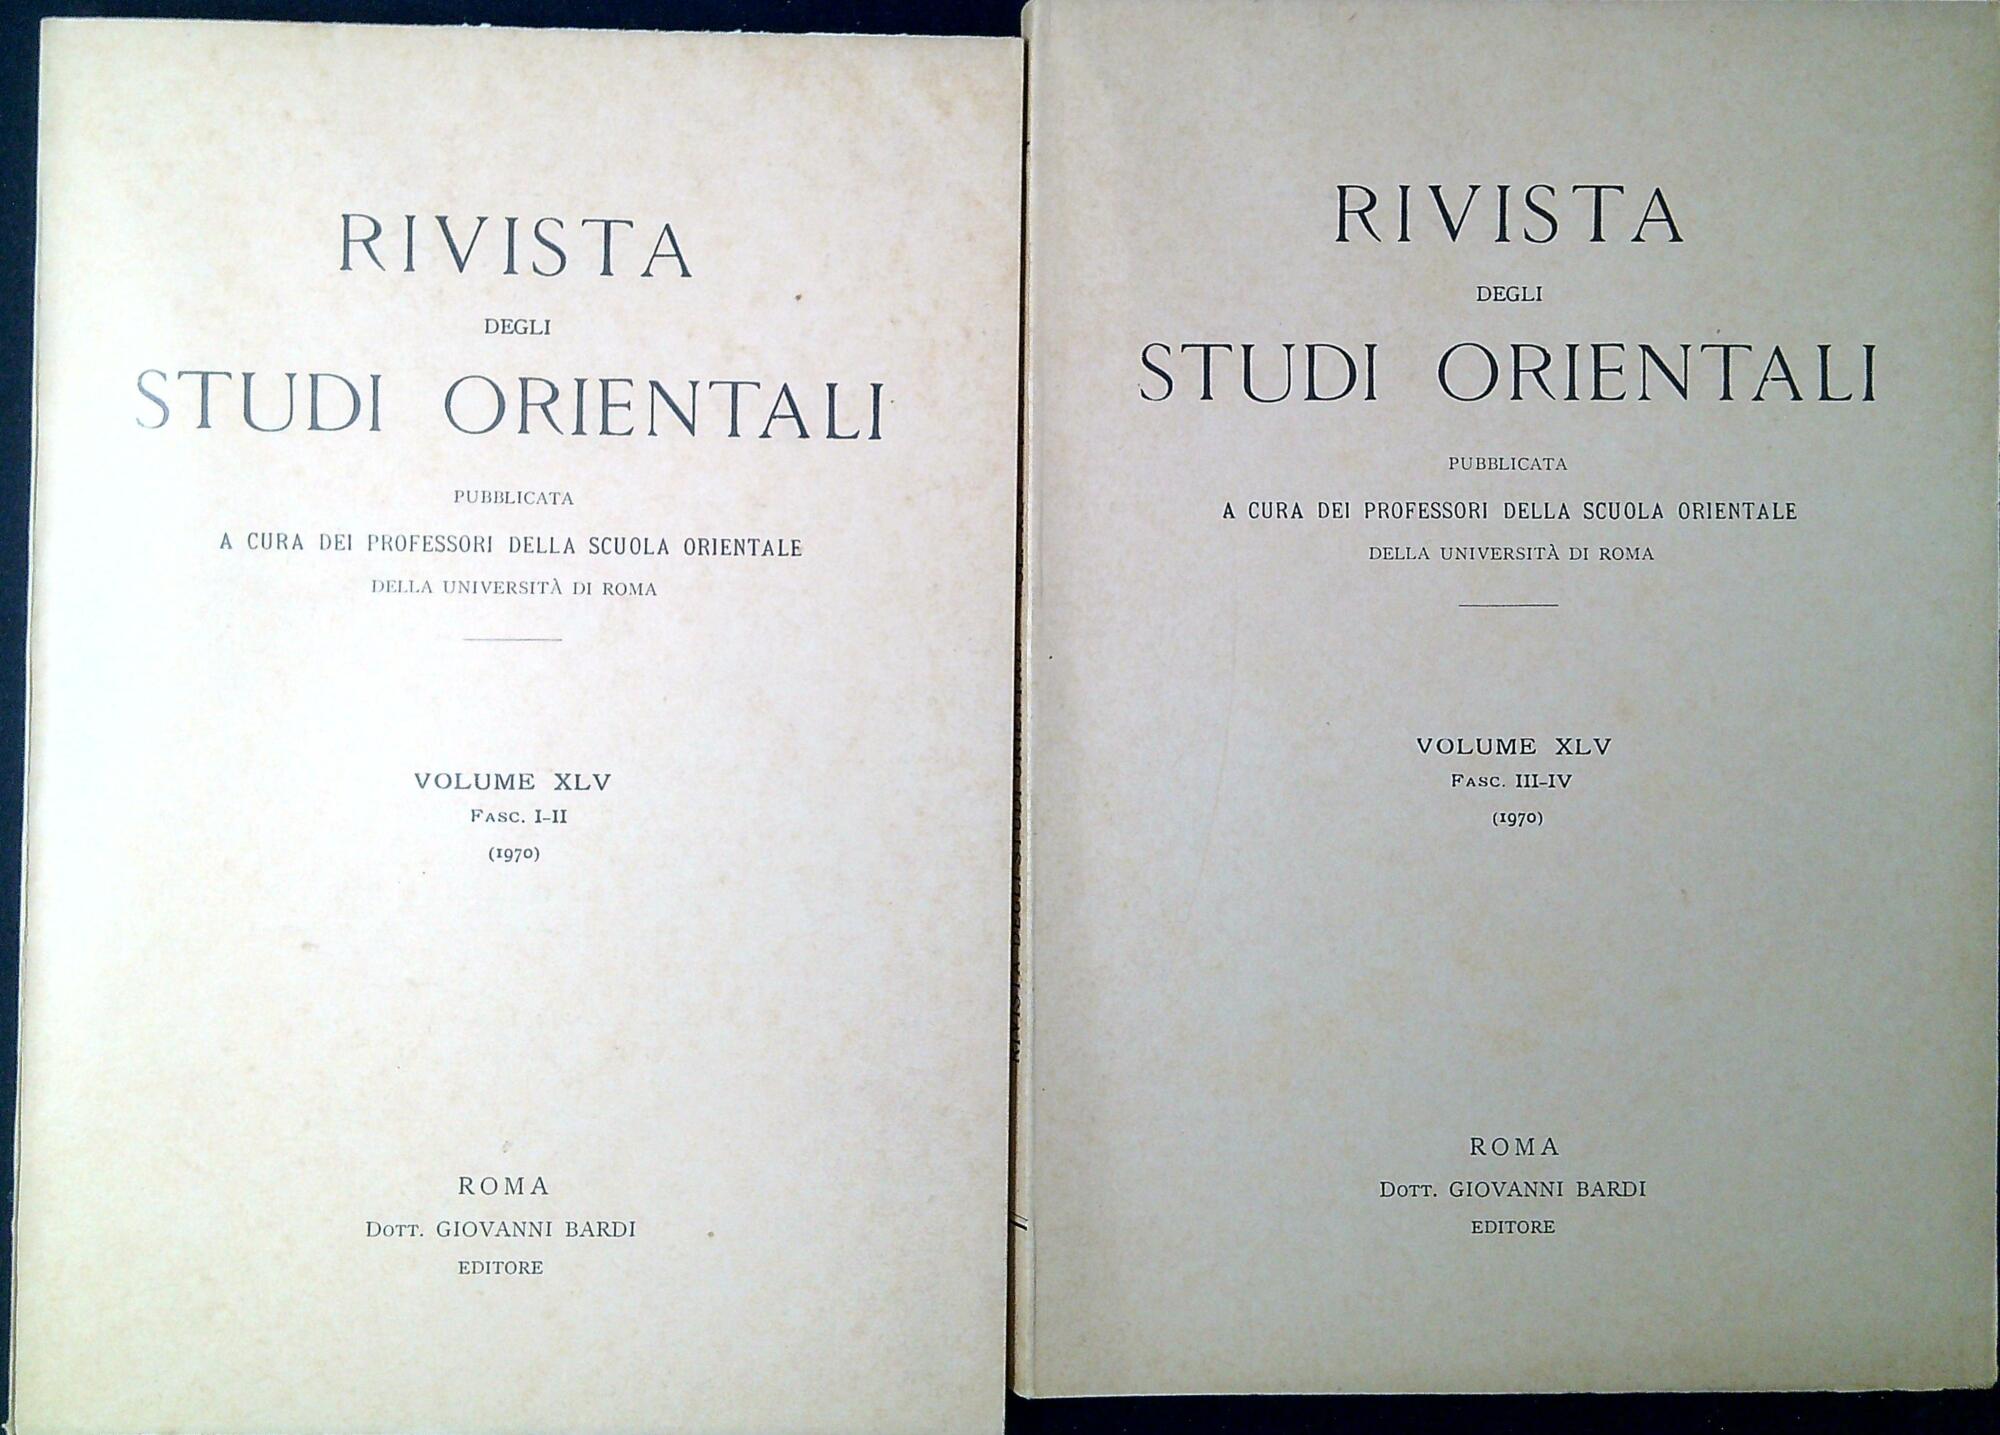 RIVISTA
DEGLI
STUDI ORIENTALI
PUBBLICATA
A CURA DEI PROFESSORI DELLA SCUOLA ORIENTALE
DELLA UNIVERSITÀ DI ROMA
VOLUME XLV
FASC. I-II
(1970)
ROMA
DOTT. GIOVANNI BARDI
EDITORE
RIVISTA
DEGLI
STUDI ORIENTALI
PUBBLICATA
A CURA DEI PROFESSORI DELLA SCUOLA ORIENTALE
DELLA UNIVERSITÀ DI ROMA
VOLUME XLV
FASC. III-IV
(1970)
ROMA
DOTT. GIOVANNI BARDI
EDITORE